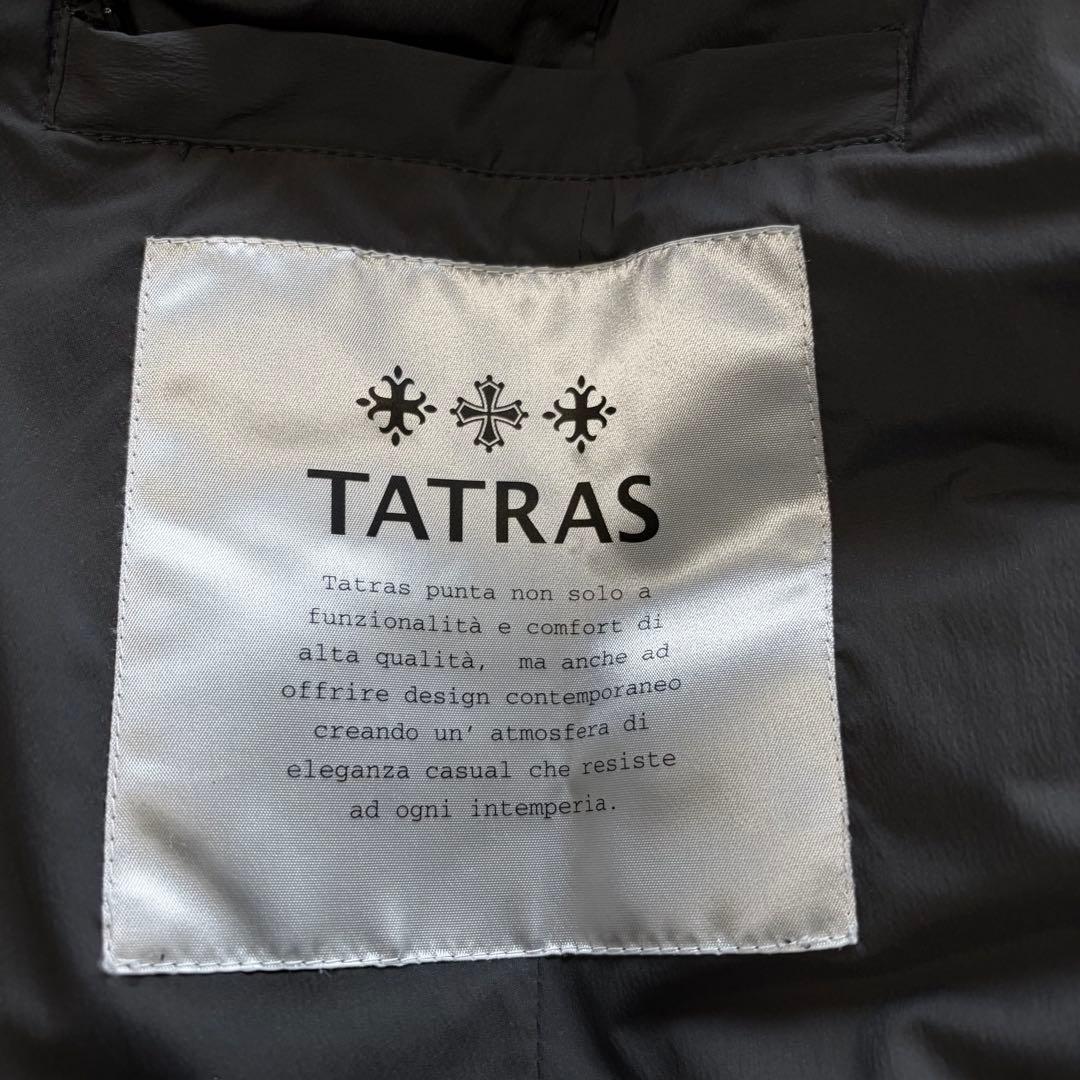 TATRAS
Tatras punta non solo a
funzionalità e comfort di
alta qualità, ma anche ad
offrire design contemporaneo
creando un' atmosfera di
eleganza casual che resiste
ad ogni intemperia.